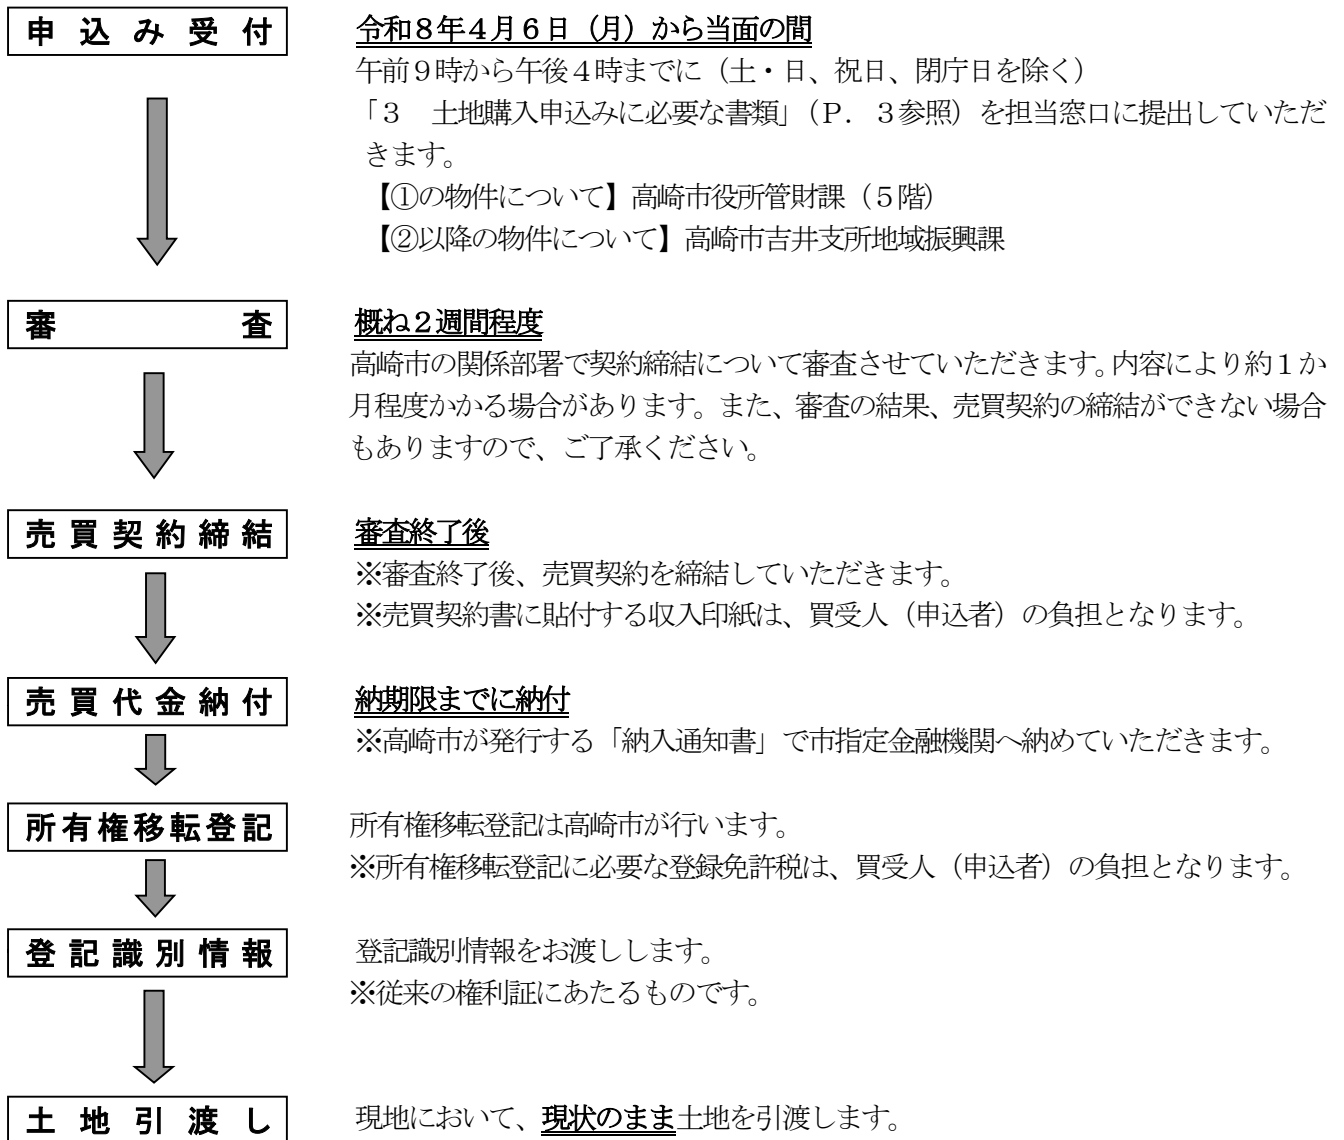 申込み受付
令和８年４月６日（月）から当面の間
午前９時から午後４時までに（土・日、祝日、閉庁日を除く）
「３　土地購入申込みに必要な書類」（Ｐ．３参照）を担当窓口に提出していただ
きます。
【①の物件について】高崎市役所管財課（５階）
【②以降の物件について】高崎市吉井支所地域振興課
審査
概ね２週間程度
高崎市の関係部署で契約締結について審査させていただきます。内容により約１か
月程度かかる場合があります。また、審査の結果、売買契約の締結ができない場合
もありますので、ご了承ください。
売買契約締結
審査終了後
※審査終了後、売買契約を締結していただきます。
※売買契約書に貼付する収入印紙は、買受人（申込者）の負担となります。
売買代金納付
納期限までに納付
※高崎市が発行する「納入通知書」で市指定金融機関へ納めていただきます。
所有権移転登記
所有権移転登記は高崎市が行います。
※所有権移転登記に必要な登録免許税は、買受人（申込者）の負担となります。
登記識別情報
登記識別情報をお渡しします。
※従来の権利証にあたるものです。
土地引渡し
現地において、現状のまま土地を引渡します。